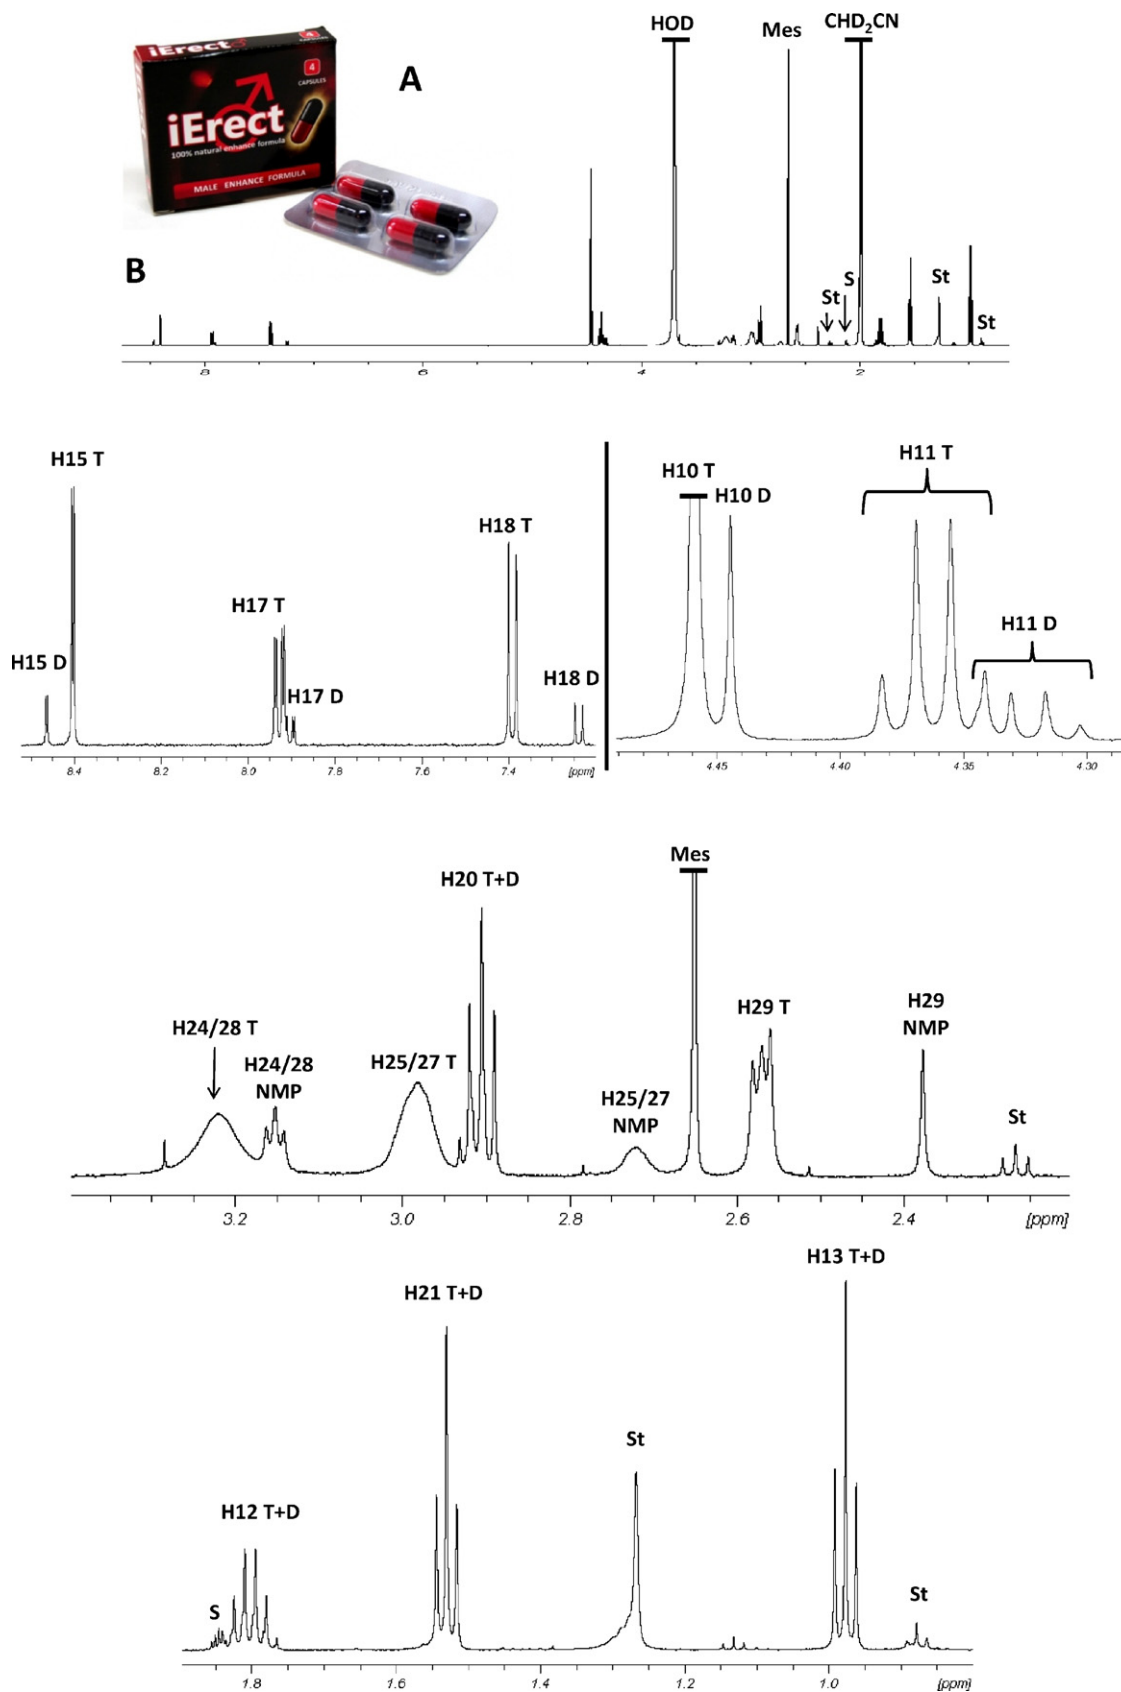 iErect
4
CAPSULES
4
iErect
100% natural enhance formula
MALE ENHANCE FORMULA
A
B
HOD
Mes
CHD₂CN
St
S
St
St
8
6
4
2
H15 T
H15 D
H17 T
H17 D
H18 T
H18 D
8.4
8.2
8.0
7.8
7.6
7.4
[ppm]
H10 T
H10 D
H11 T
H11 D
4.45
4.40
4.35
4.30
Mes
H20 T+D
H24/28 T
H24/28
NMP
H25/27 T
H25/27
NMP
H29 T
H29
NMP
St
3.2
3.0
2.8
2.6
2.4
[ppm]
H13 T+D
H21 T+D
St
H12 T+D
S
St
1.8
1.6
1.4
1.2
1.0
[ppm]